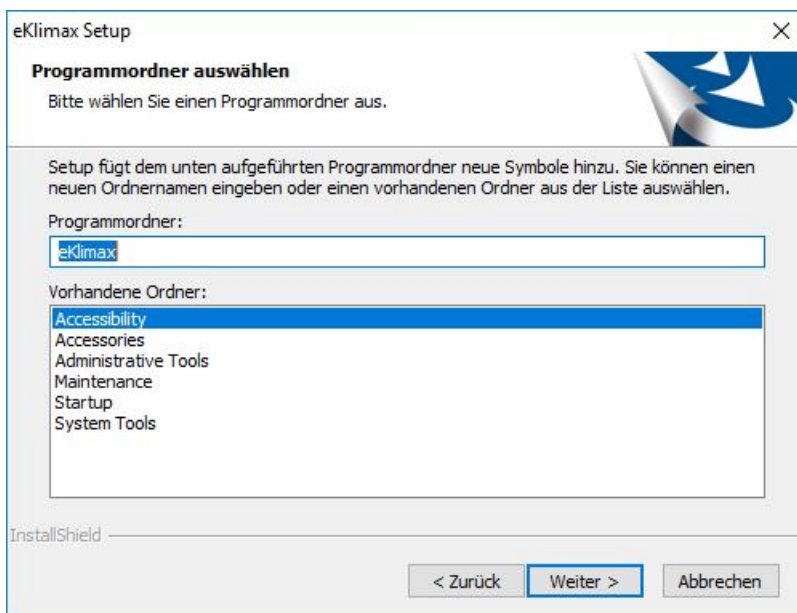 eKlimax Setup
Programmordner auswählen
Bitte wählen Sie einen Programmordner aus.
Setup fügt dem unten aufgeführten Programmordner neue Symbole hinzu. Sie können einen
neuen Ordnernamen eingeben oder einen vorhandenen Ordner aus der Liste auswählen.
Programmordner:
eKlimax
Vorhandene Ordner:
Accessibility
Accessories
Administrative Tools
Maintenance
Startup
System Tools
InstallShield
< Zurück
Weiter >
Abbrechen